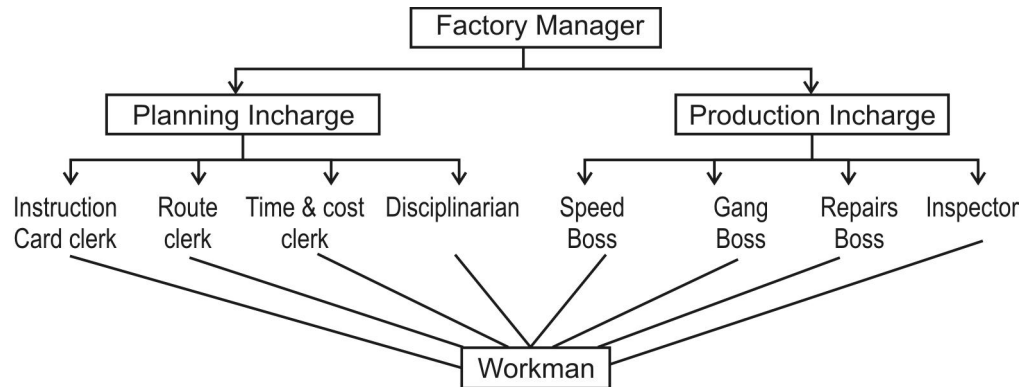 Factory Manager
Planning Incharge
Production Incharge
Instruction
Card clerk
Route
clerk
Time & cost
clerk
Disciplinarian
Speed
Boss
Gang
Boss
Repairs
Boss
Inspector
Workman